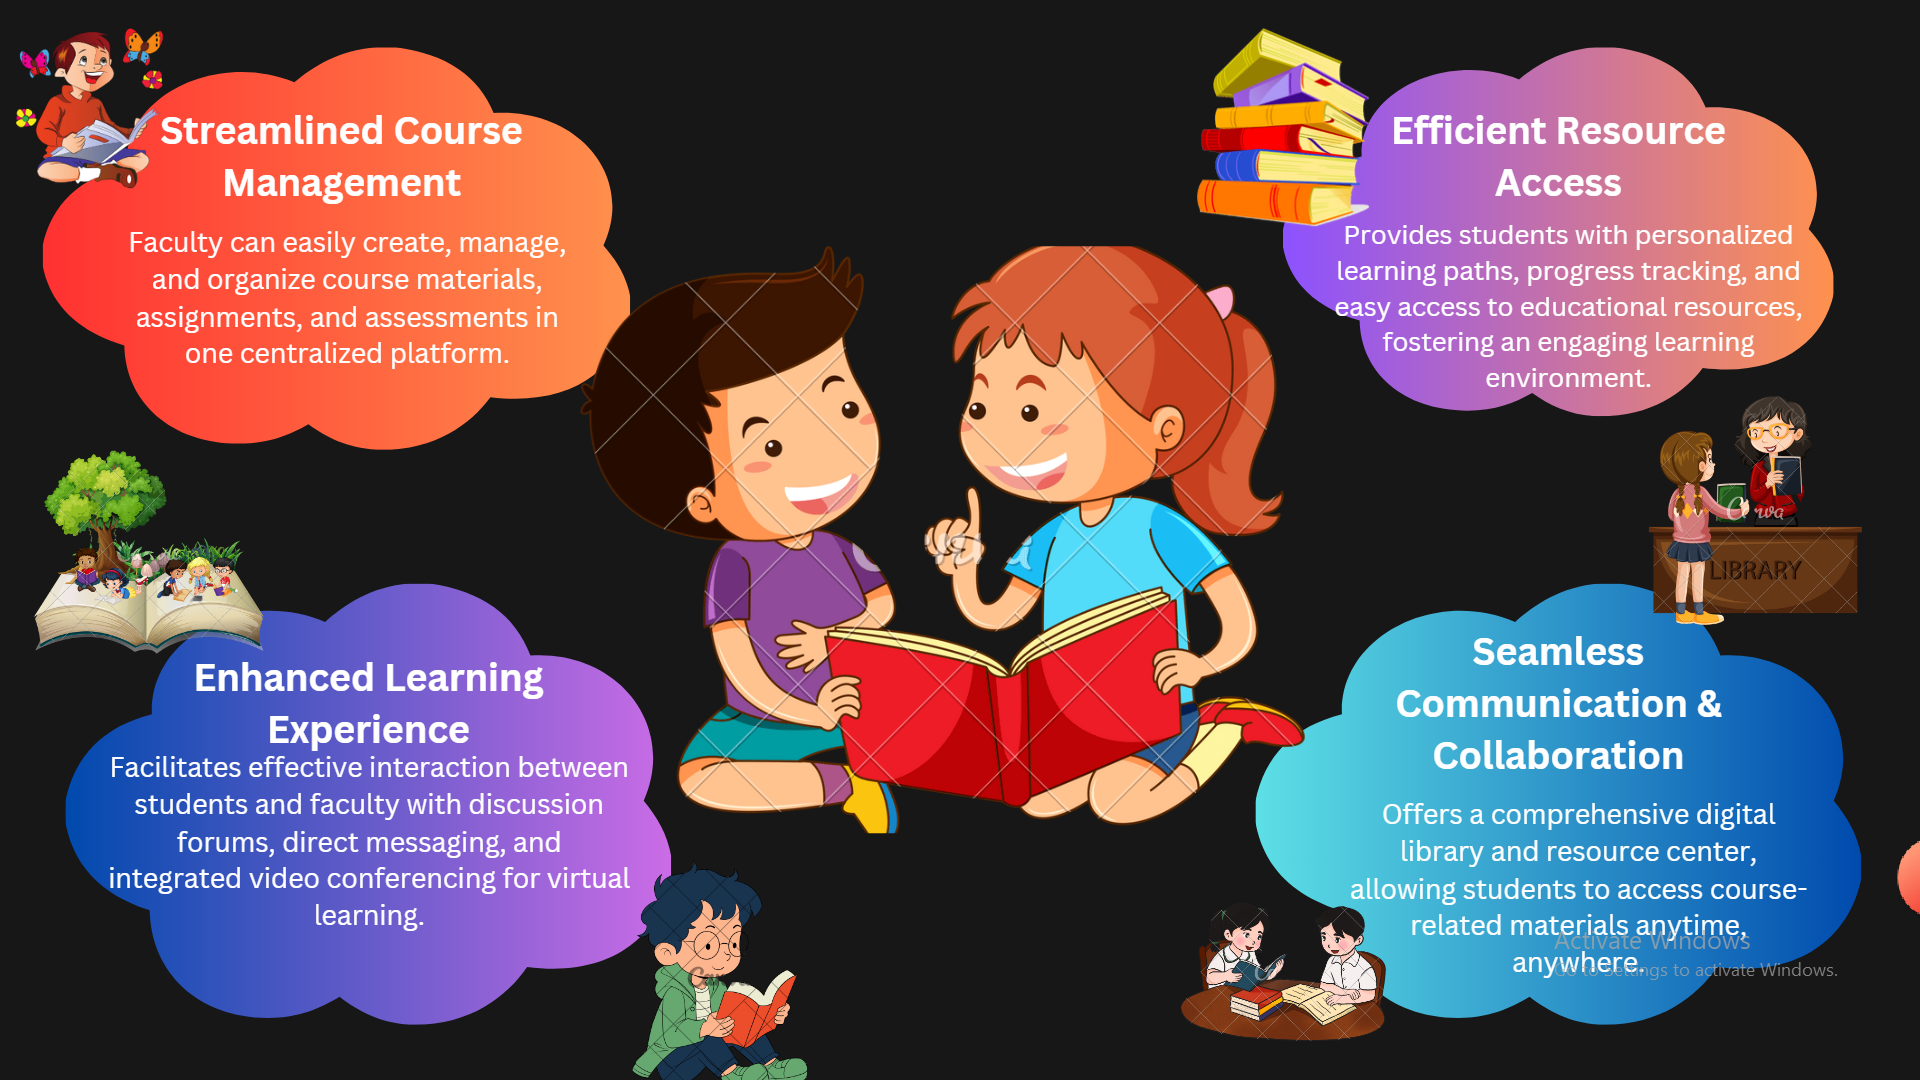 Streamlined Course
Management
Faculty can easily create, manage,
and organize course materials,
assignments, and assessments in
one centralized platform.
Efficient Resource
Access
Provides students with personalized
learning paths, progress tracking, and
easy access to educational resources,
fostering an engaging learning
environment.
LIBRARY
Enhanced Learning
Experience
Facilitates effective interaction between
students and faculty with discussion
forums, direct messaging, and
integrated video conferencing for virtual
learning.
Seamless
Communication &
Collaboration
Offers a comprehensive digital
library and resource center,
allowing students to access course-
related materials anytime,
anywhere.
Activate Windows
Go to Settings to activate Windows.